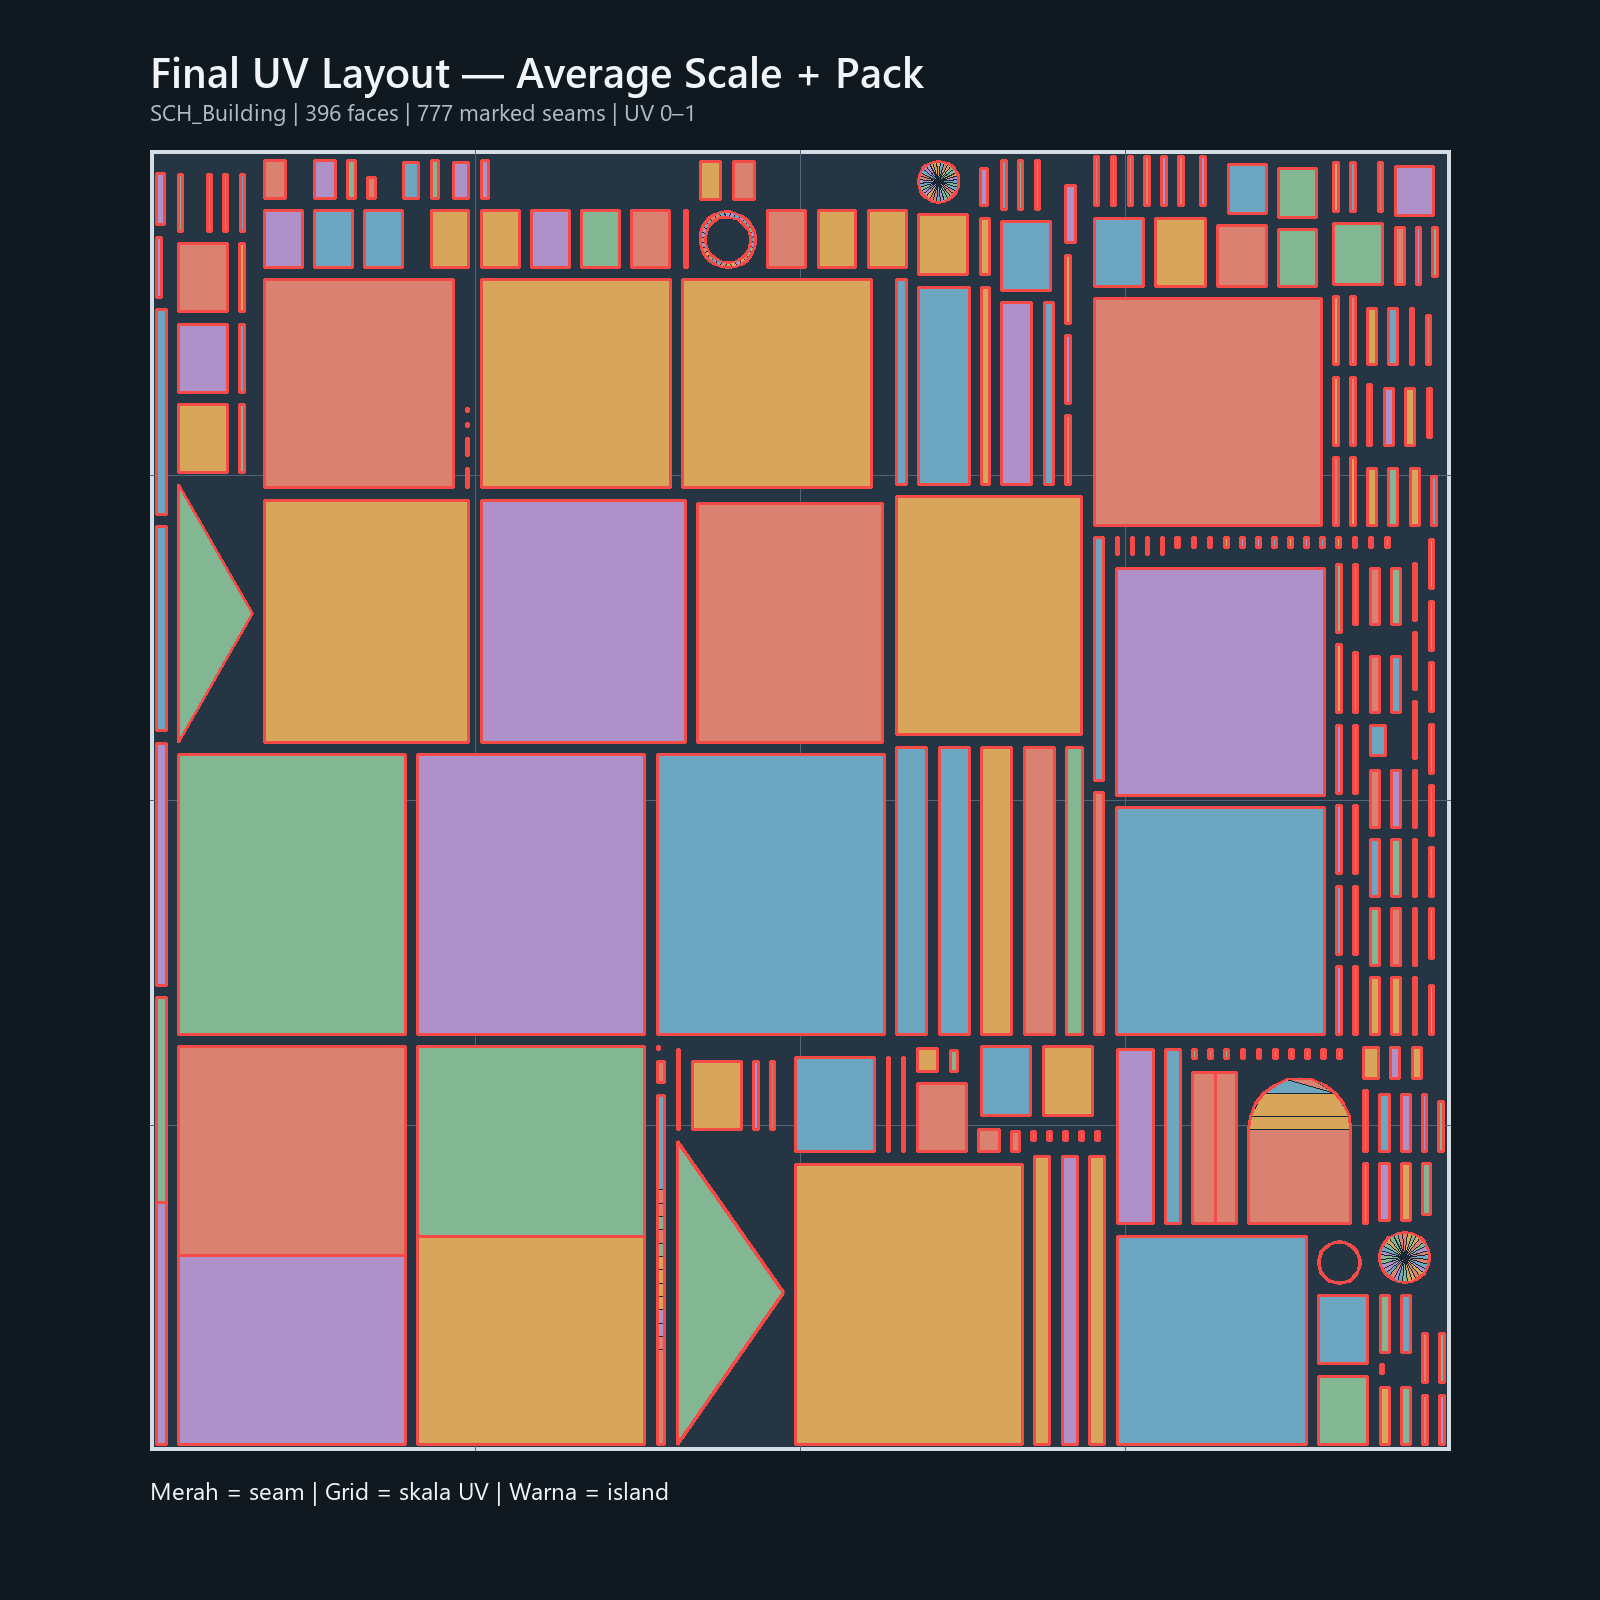 Final UV Layout — Average Scale + Pack
SCH_Building | 396 faces | 777 marked seams | UV 0–1
Merah = seam | Grid = skala UV | Warna = island